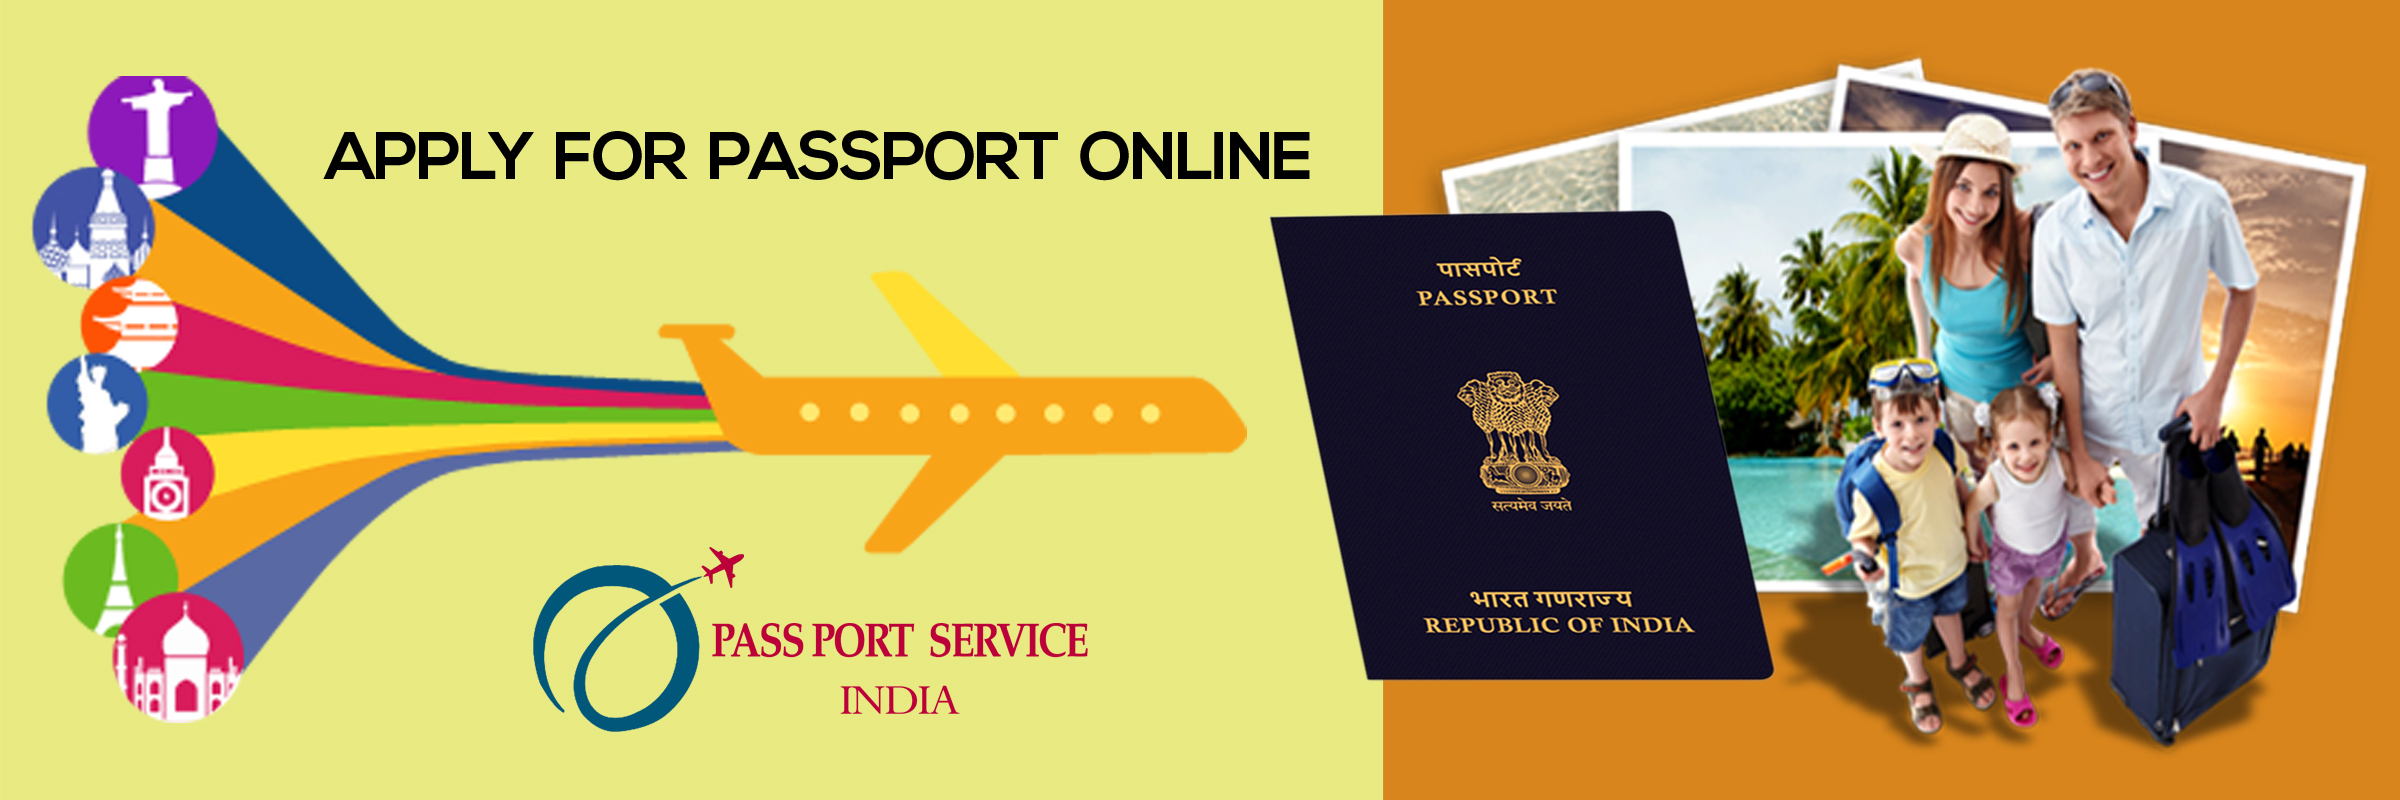 APPLY FOR PASSPORT ONLINE
PASS PORT SERVICE
INDIA
पासपोर्ट
PASSPORT
सत्यमेव जयते
भारत गणराज्य
REPUBLIC OF INDIA